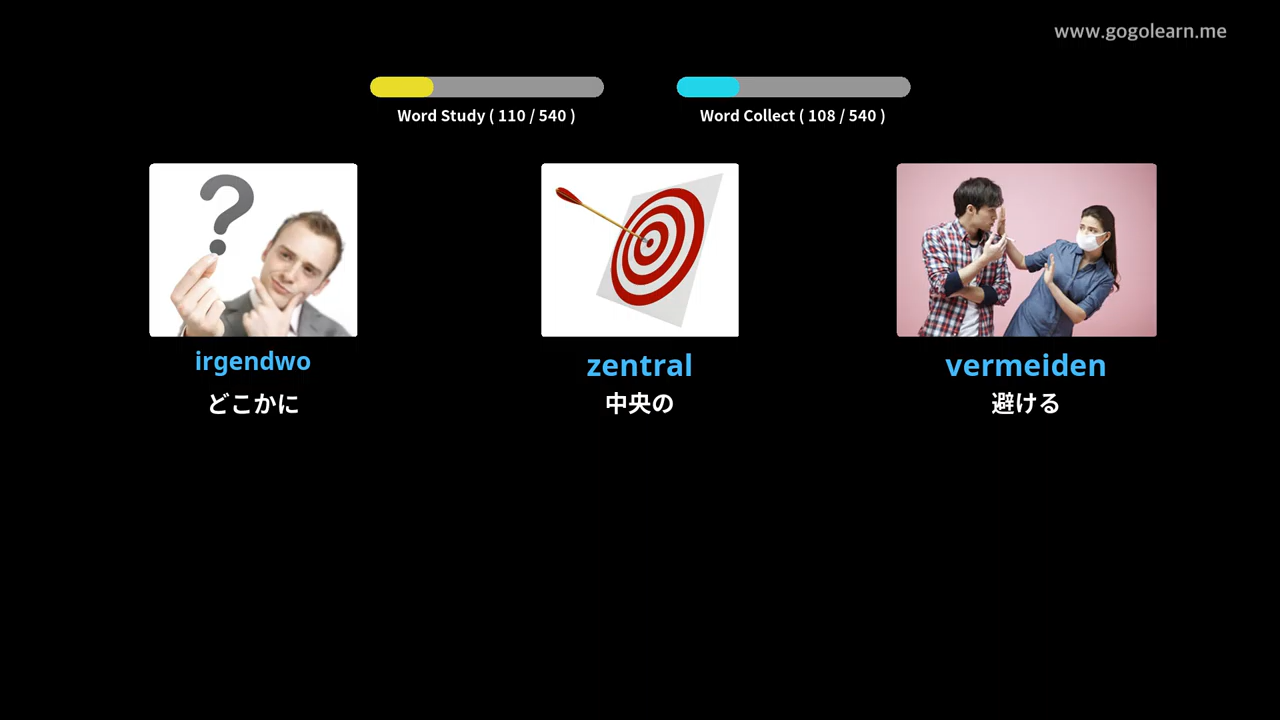 www.gogolearn.me
Word Study ( 110 / 540 )
Word Collect ( 108 / 540 )
irgendwo
zentral
vermeiden
どこかに
中央の
避ける